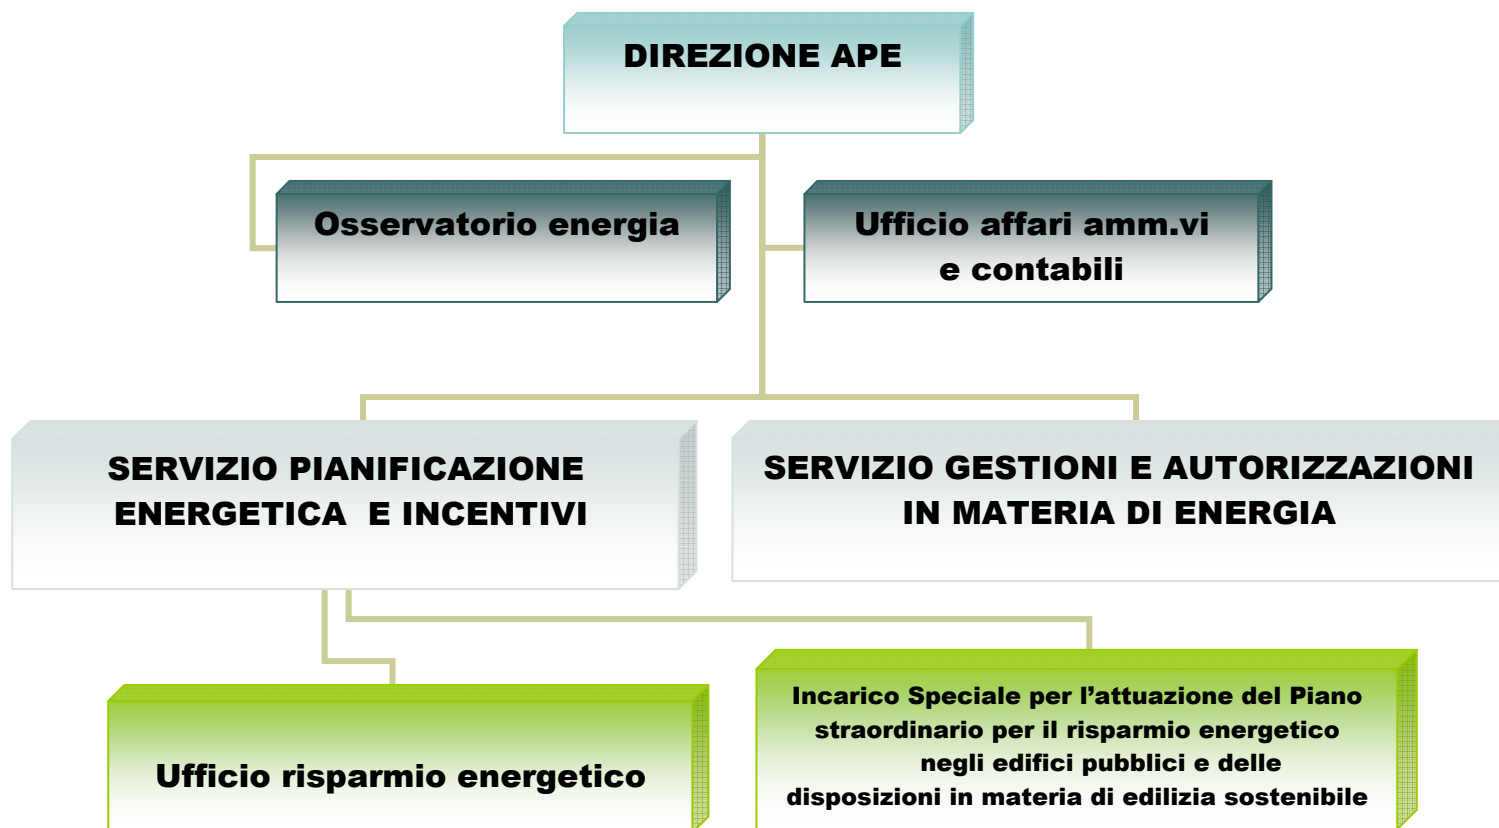 DIREZIONE APE
Osservatorio energia
Ufficio affari amm.vi
e contabili
SERVIZIO PIANIFICAZIONE
ENERGETICA E INCENTIVI
SERVIZIO GESTIONI E AUTORIZZAZIONI
IN MATERIA DI ENERGIA
Ufficio risparmio energetico
Incarico Speciale per l’attuazione del Piano
straordinario per il risparmio energetico
negli edifici pubblici e delle
disposizioni in materia di edilizia sostenibile